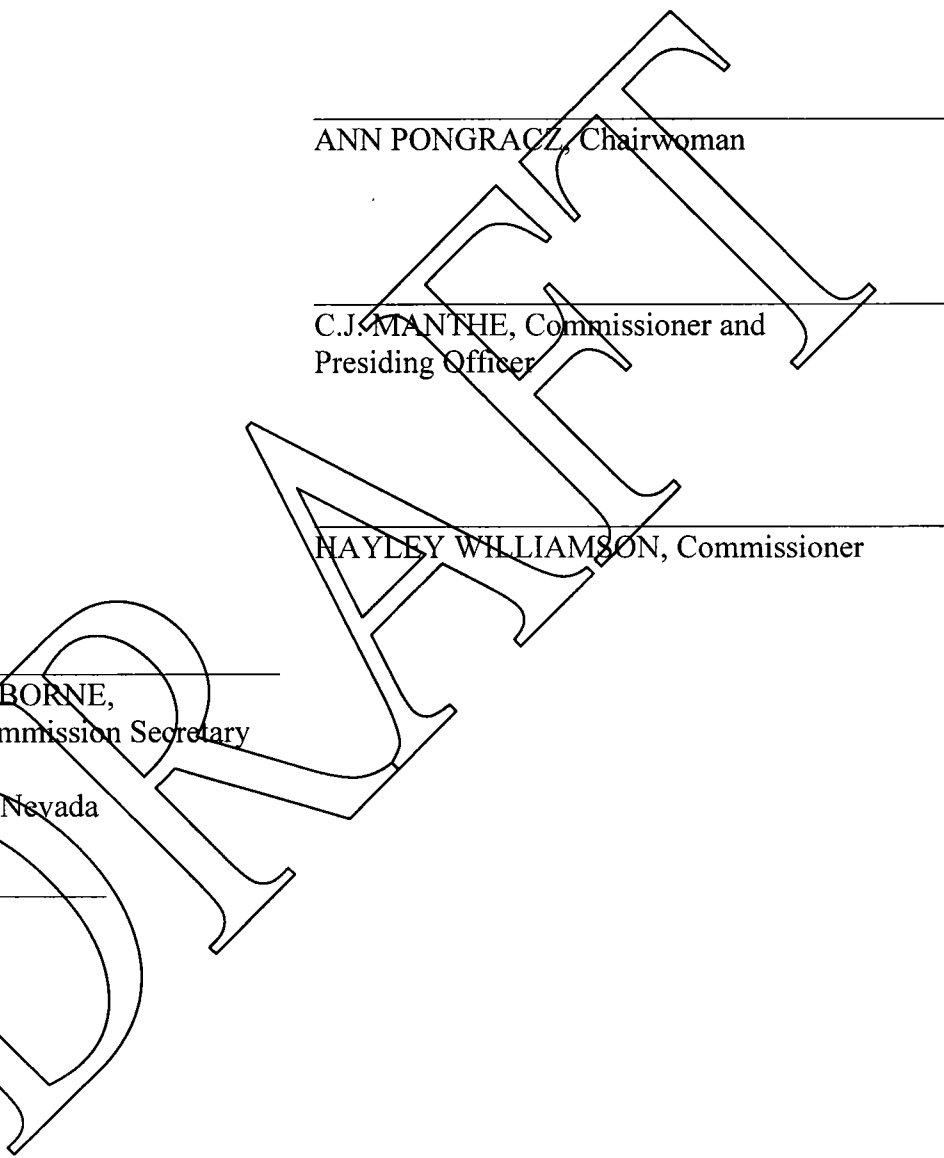 ANN PONGRACZ, Chairwoman
C.J. MANTHE, Commissioner and
Presiding Officer
HAYLEY WILLIAMSON, Commissioner
BORNE,
mmission Secretary
Nevada
DRAFT